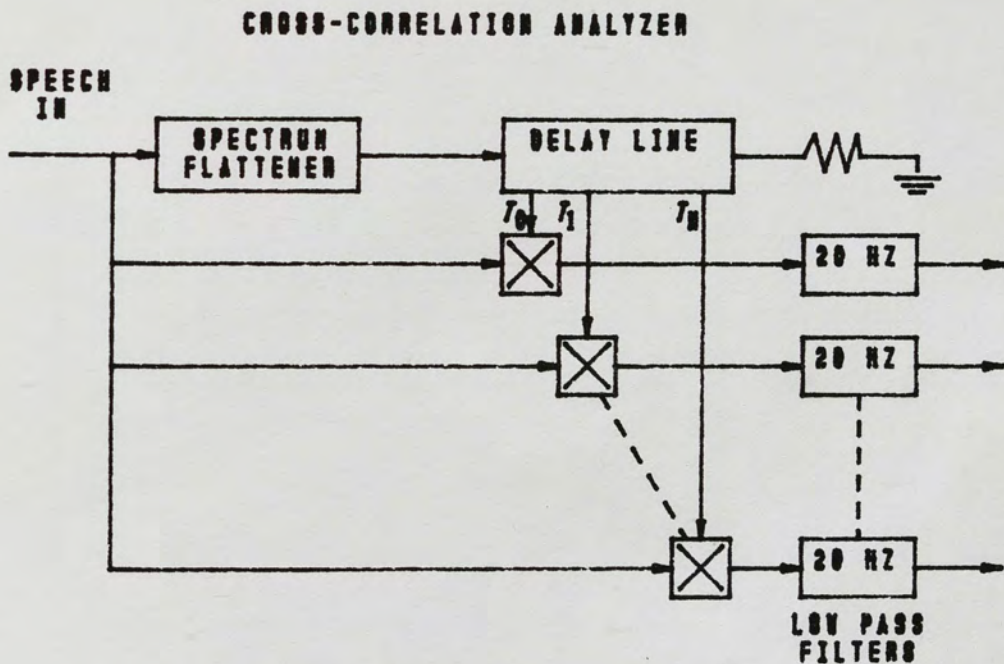 CROSS-CORRELATION ANALYZER
SPEECH
IN
SPECTRUM
FLATTENER
DELAY LINE
T0 T1 TN
20 HZ
20 HZ
20 HZ
LOW PASS
FILTERS